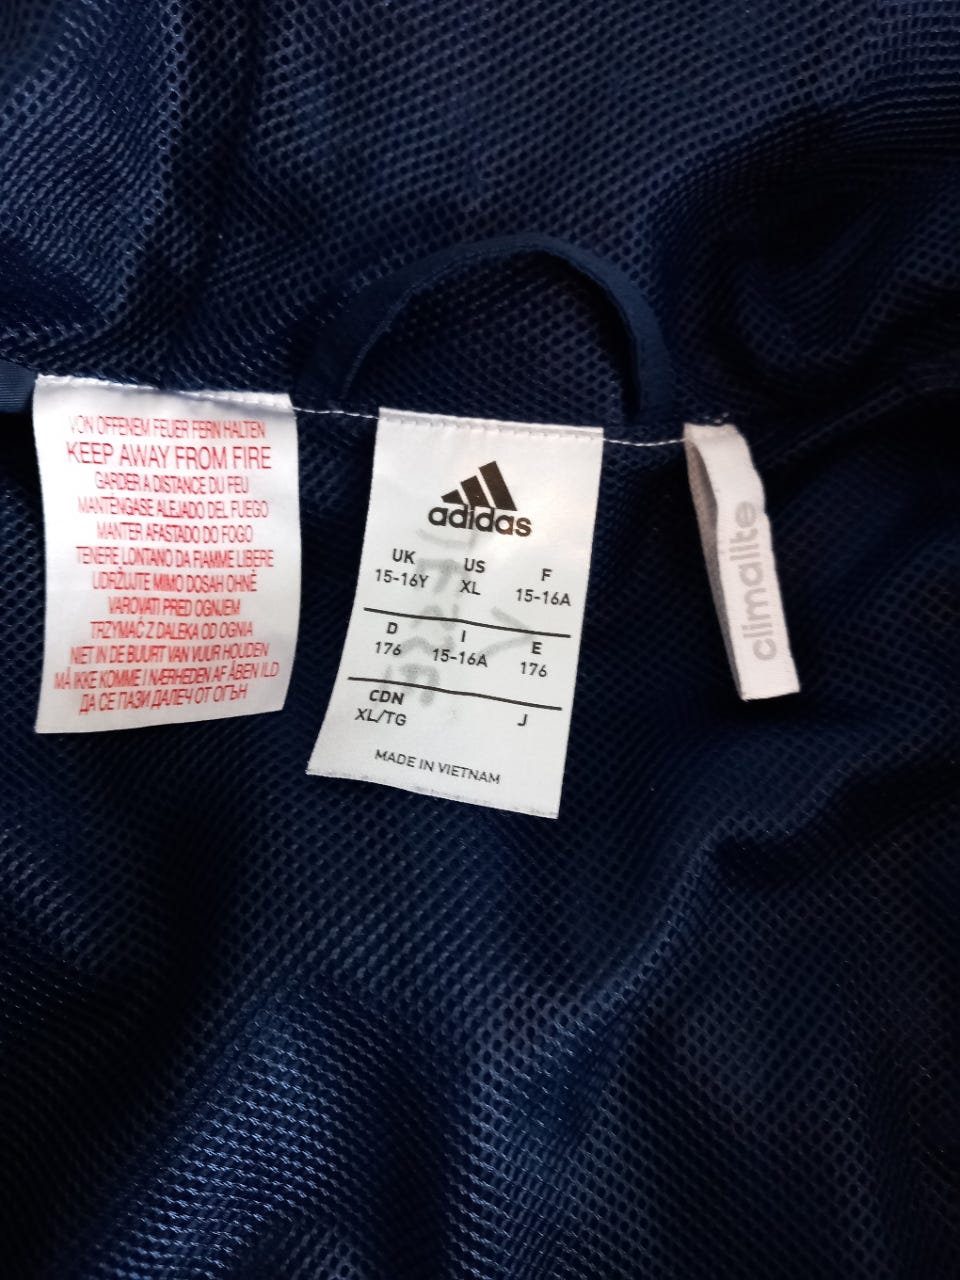 VON OFFENEM FEUER FERN HALTEN
KEEP AWAY FROM FIRE
GARDER A DISTANCE DU FEU
MANTÉNGASE ALEJADO DEL FUEGO
MANTER AFASTADO DO FOGO
TENERE LONTANO DA FIAMME LIBERE
UDRŽUJTE MIMO DOSAH OHNĚ
VAROVATI PRED OGNJEM
TRZYMAĆ Z DALEKA OD OGNIA
NIET IN DE BUURT VAN VUUR HOUDEN
MÅ IKKE KOMME I NÆRHEDEN AF ÅBEN ILD
ДА СЕ ПАЗИ ДАЛЕЧ ОТ ОГЪН
adidas
UK US F
15-16Y XL 15-16A
D I E
176 15-16A 176
CDN
XL/TG J
MADE IN VIETNAM
climalite